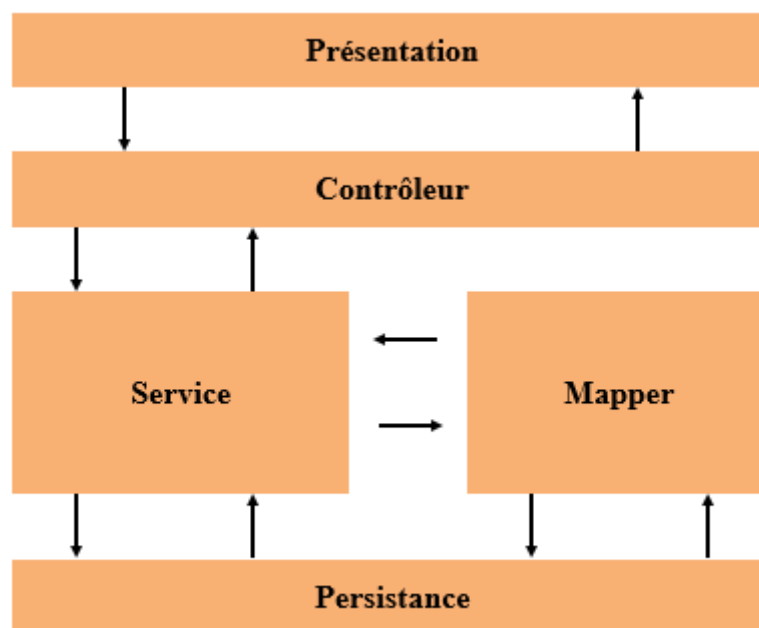 Présentation
Contrôleur
Service
Mapper
Persistance